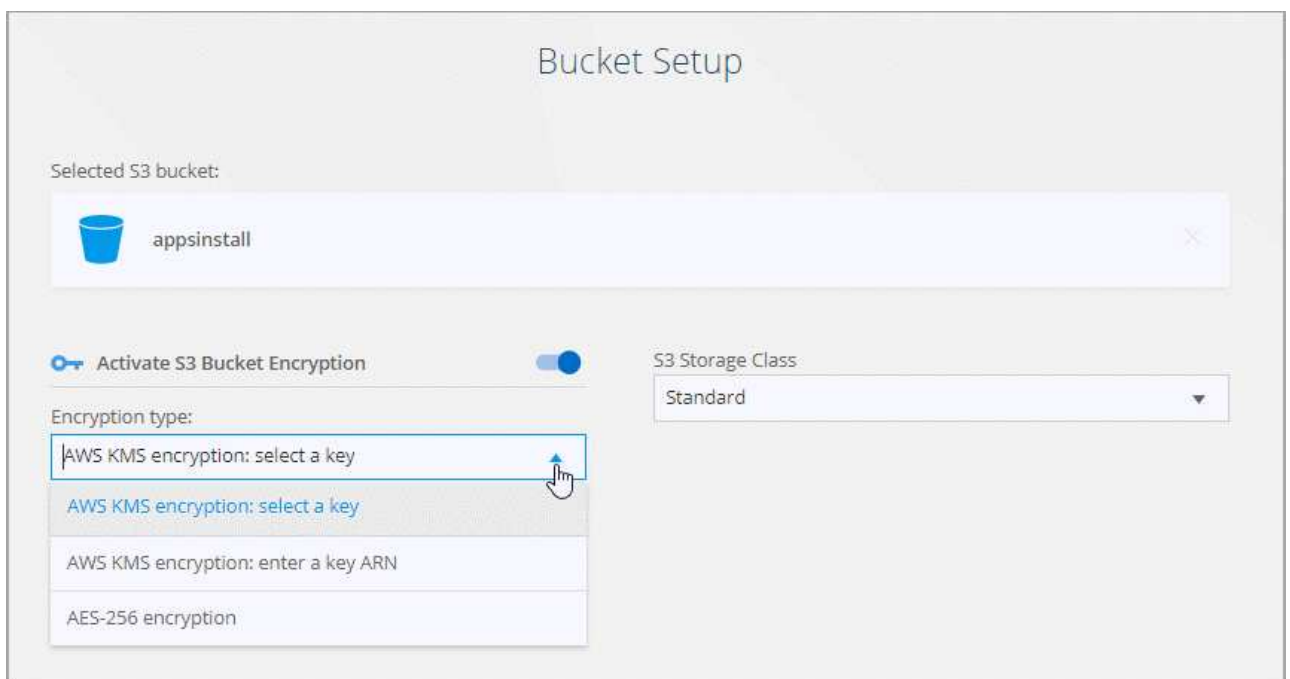 Bucket Setup
Selected S3 bucket:
appsinstall
Activate S3 Bucket Encryption
S3 Storage Class
Standard
Encryption type:
AWS KMS encryption: select a key
AWS KMS encryption: select a key
AWS KMS encryption: enter a key ARN
AES-256 encryption